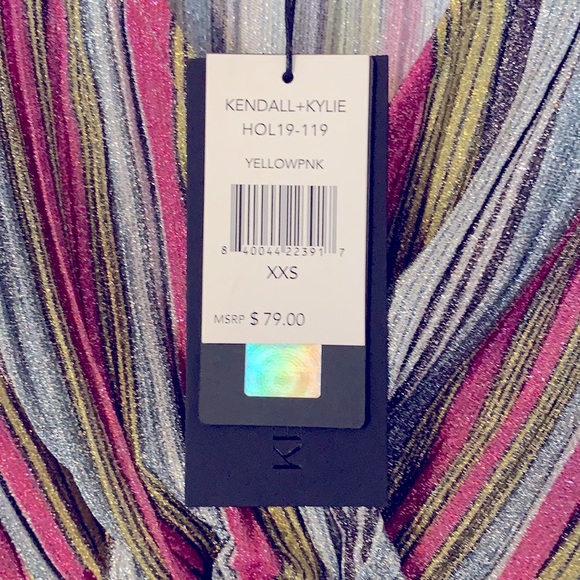 KENDALL+KYLIE
HOL19-119
YELLOWPNK
8 40044 22391 7
XXS
MSRP $ 79.00